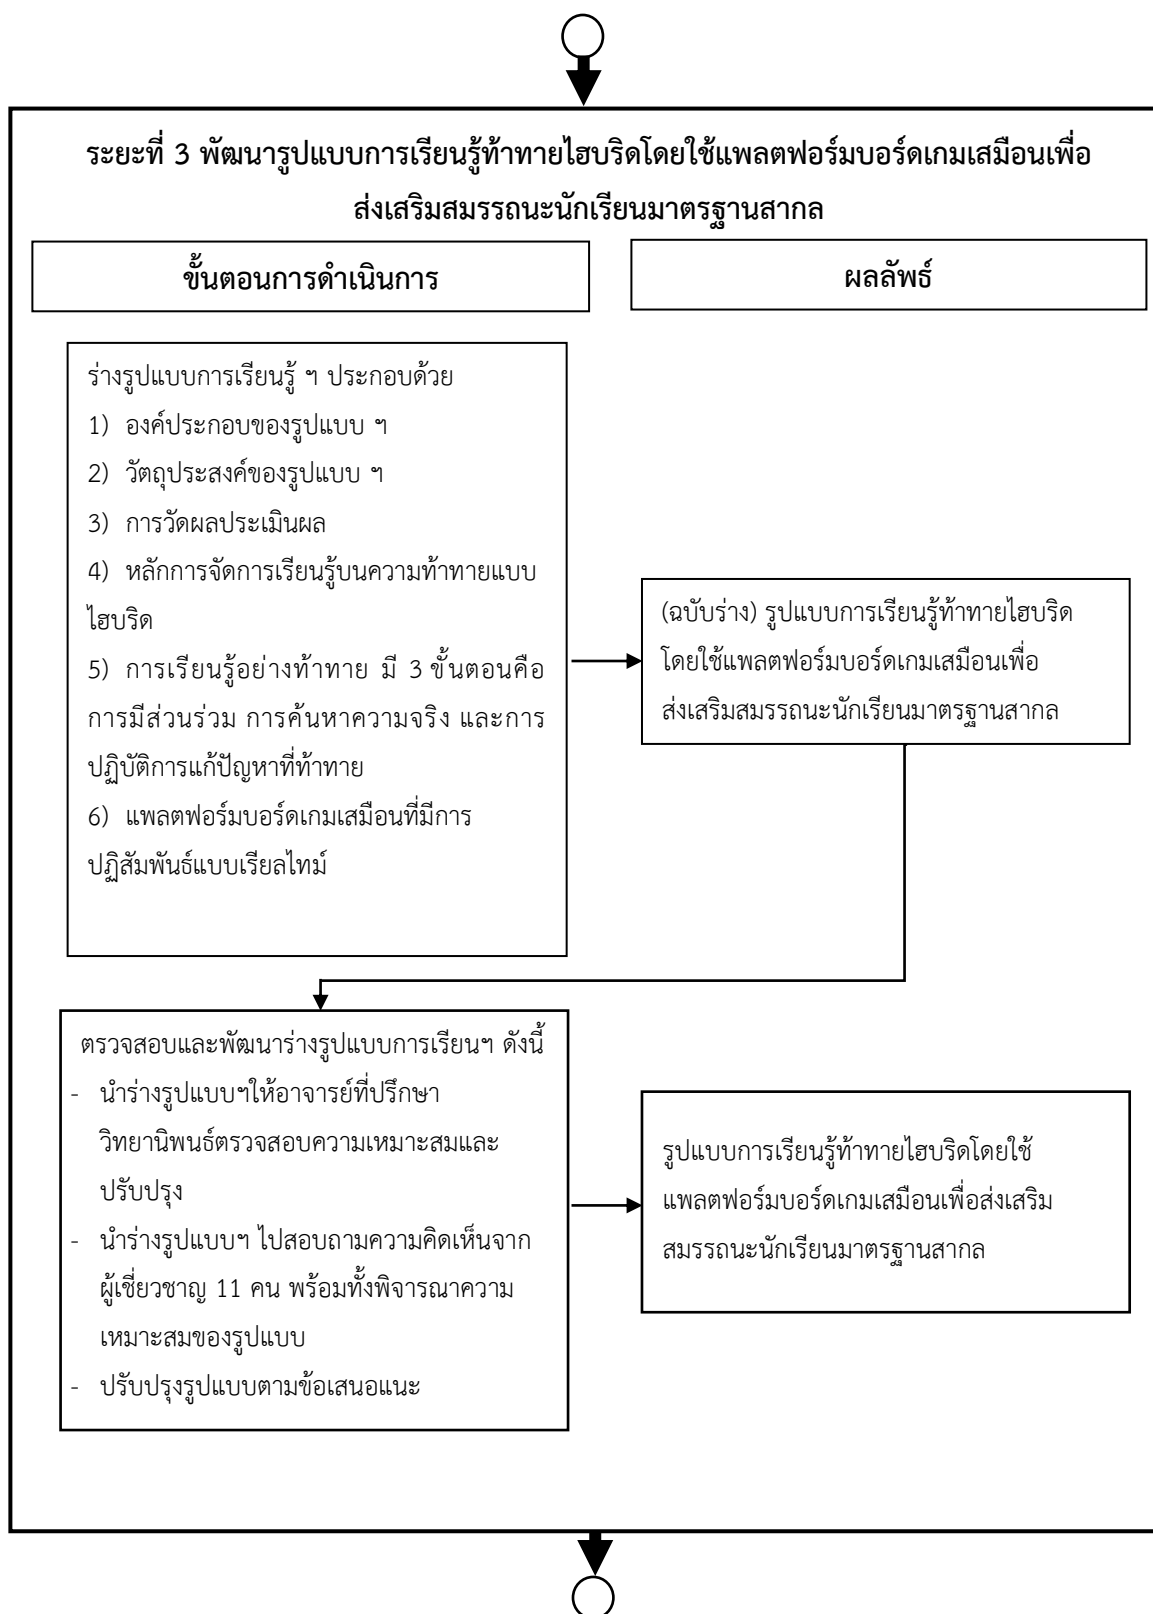 ระยะที่ 3 พัฒนารูปแบบการเรียนรู้ท้าทายไฮบริดโดยใช้แพลตฟอร์มบอร์ดเกมเสมือนเพื่อ
ส่งเสริมสมรรถนะนักเรียนมาตรฐานสากล
ขั้นตอนการดำเนินการ
ผลลัพธ์
ร่างรูปแบบการเรียนรู้ ฯ ประกอบด้วย
1) องค์ประกอบของรูปแบบ ฯ
2) วัตถุประสงค์ของรูปแบบ ฯ
3) การวัดผลประเมินผล
4) หลักการจัดการเรียนรู้บนความท้าทายแบบ
ไฮบริด
5) การเรียนรู้อย่างท้าทาย มี 3 ขั้นตอนคือ
การมีส่วนร่วม การค้นหาความจริง และการ
ปฏิบัติการแก้ปัญหาที่ท้าทาย
6) แพลตฟอร์มบอร์ดเกมเสมือนที่มีการ
ปฏิสัมพันธ์แบบเรียลไทม์
(ฉบับร่าง) รูปแบบการเรียนรู้ท้าทายไฮบริด
โดยใช้แพลตฟอร์มบอร์ดเกมเสมือนเพื่อ
ส่งเสริมสมรรถนะนักเรียนมาตรฐานสากล
ตรวจสอบและพัฒนาร่างรูปแบบการเรียนฯ ดังนี้
- นำร่างรูปแบบฯให้อาจารย์ที่ปรึกษา
วิทยานิพนธ์ตรวจสอบความเหมาะสมและ
ปรับปรุง
- นำร่างรูปแบบฯ ไปสอบถามความคิดเห็นจาก
ผู้เชี่ยวชาญ 11 คน พร้อมทั้งพิจารณาความ
เหมาะสมของรูปแบบ
- ปรับปรุงรูปแบบตามข้อเสนอแนะ
รูปแบบการเรียนรู้ท้าทายไฮบริดโดยใช้
แพลตฟอร์มบอร์ดเกมเสมือนเพื่อส่งเสริม
สมรรถนะนักเรียนมาตรฐานสากล